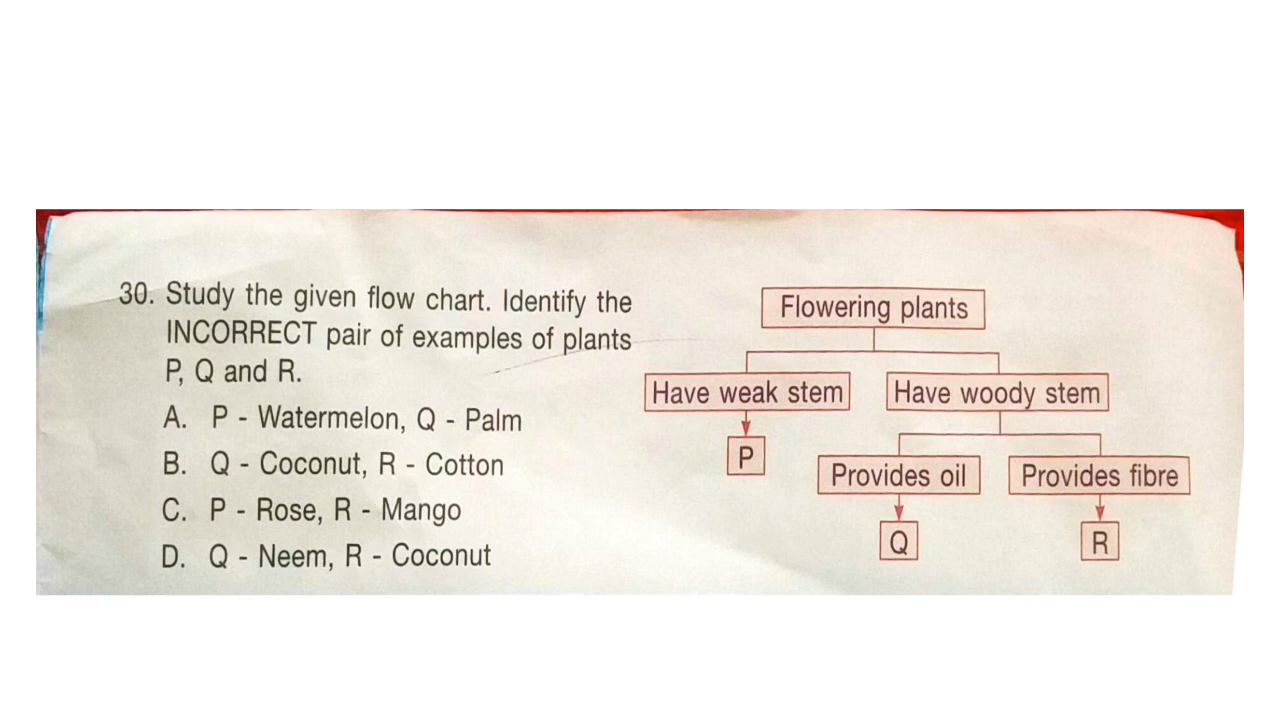 30. Study the given flow chart. Identify the
INCORRECT pair of examples of plants
P, Q and R.
A. P - Watermelon, Q - Palm
B. Q - Coconut, R - Cotton
C. P - Rose, R - Mango
D. Q - Neem, R - Coconut
Flowering plants
Have weak stem
Have woody stem
P
Provides oil
Provides fibre
Q
R